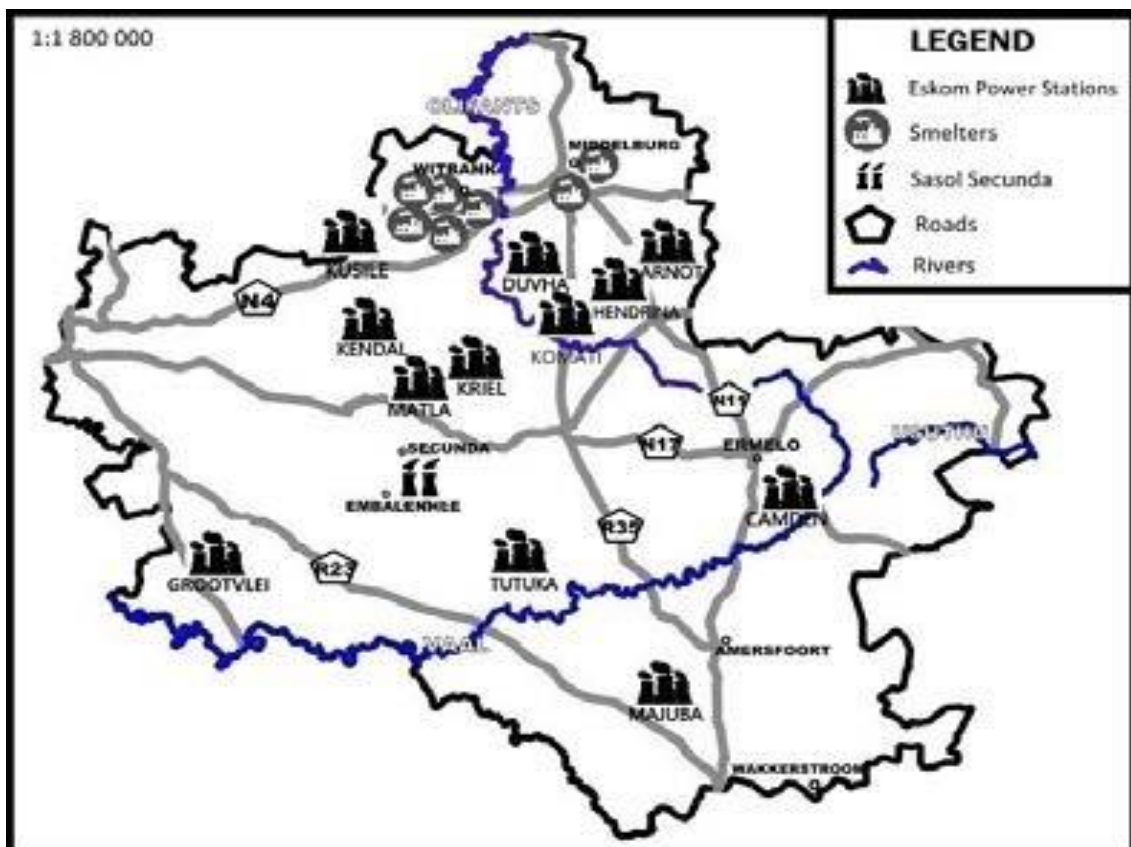 1:1 800 000
LEGEND
Eskom Power Stations
Smelters
Sasol Secunda
Roads
Rivers
OLIFANTS
MIDDELBURG
WITBANK
KUSILE
DUVHA
ARNOT
HENDRINA
N4
KENDAL
KOMATI
KRIEL
MATLA
N11
USUTHU
SECUNDA
N17
ERMELO
EMBALENHLE
CAMDEN
R35
GROOTVLEI
R23
TUTUKA
VAAL
AMERSFOORT
MAJUBA
WAKKERSTROOM